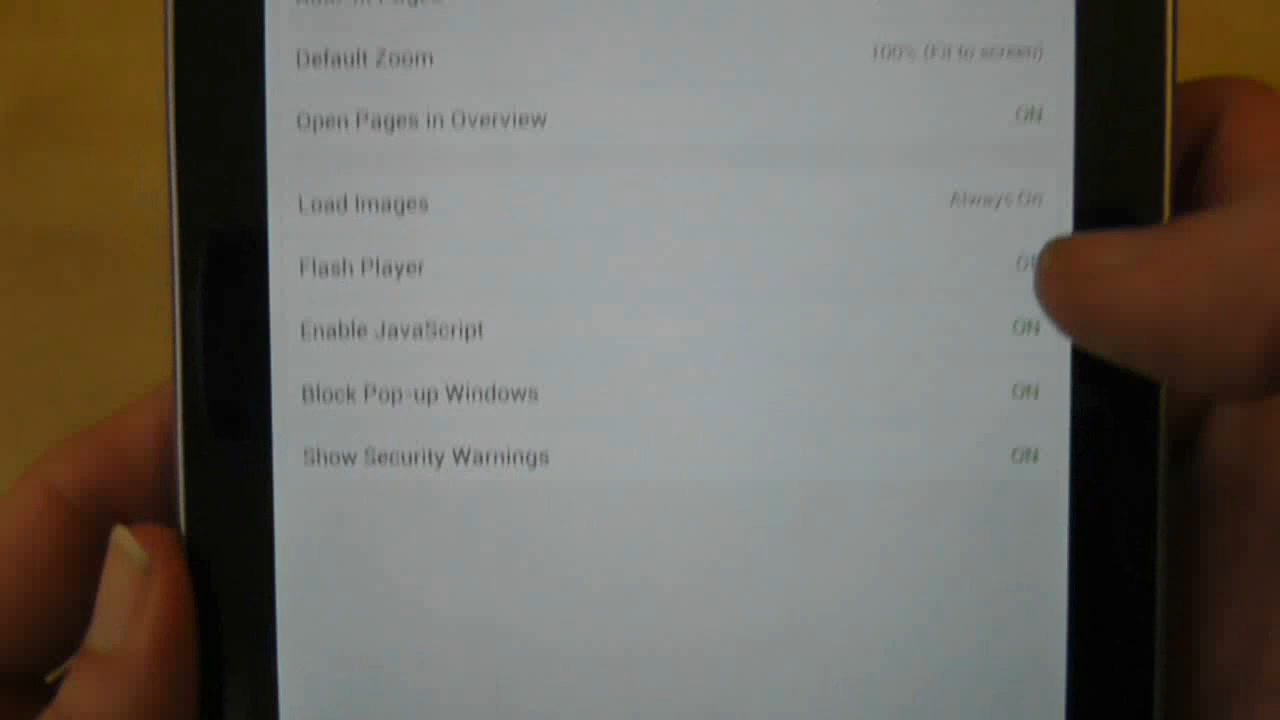 Default Zoom 100% (Fit to screen)
Open Pages in Overview ON
Load Images Always On
Flash Player
Enable JavaScript ON
Block Pop-up Windows ON
Show Security Warnings ON